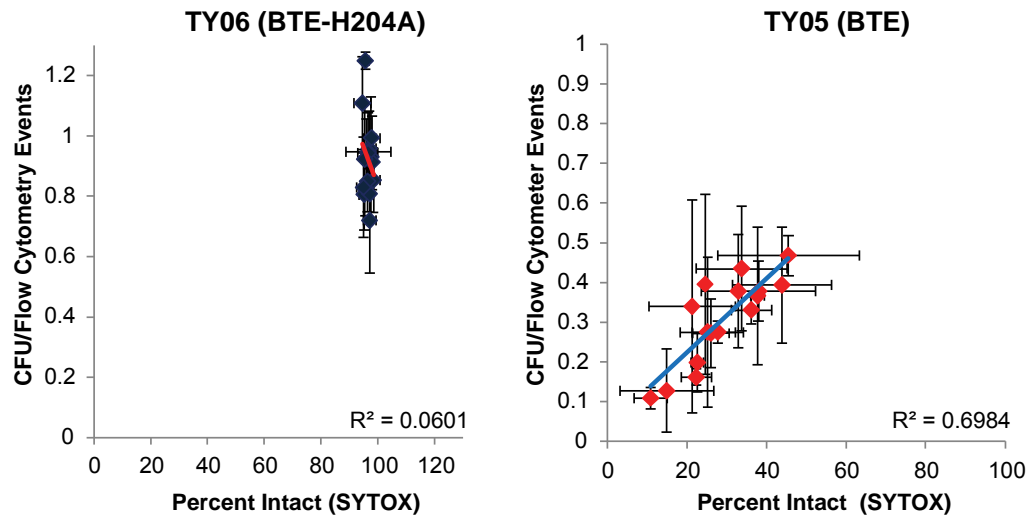 TY06 (BTE-H204A)
CFU/Flow Cytometry Events
1.2
1
0.8
0.6
0.4
0.2
0
R² = 0.0601
0 20 40 60 80 100 120
Percent Intact (SYTOX)
TY05 (BTE)
CFU/Flow Cytometer Events
1
0.9
0.8
0.7
0.6
0.5
0.4
0.3
0.2
0.1
0
R² = 0.6984
0 20 40 60 80 100
Percent Intact (SYTOX)